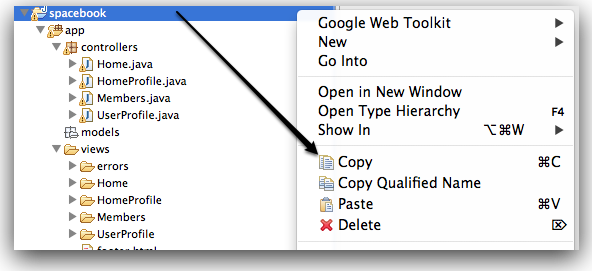 spacebook
app
controllers
Home.java
HomeProfile.java
Members.java
UserProfile.java
models
views
errors
Home
HomeProfile
Members
UserProfile
footer.html
Google Web Toolkit
New
Go Into
Open in New Window
Open Type Hierarchy F4
Show In ⌥⌘W
Copy ⌘C
Copy Qualified Name
Paste ⌘V
Delete ⌦